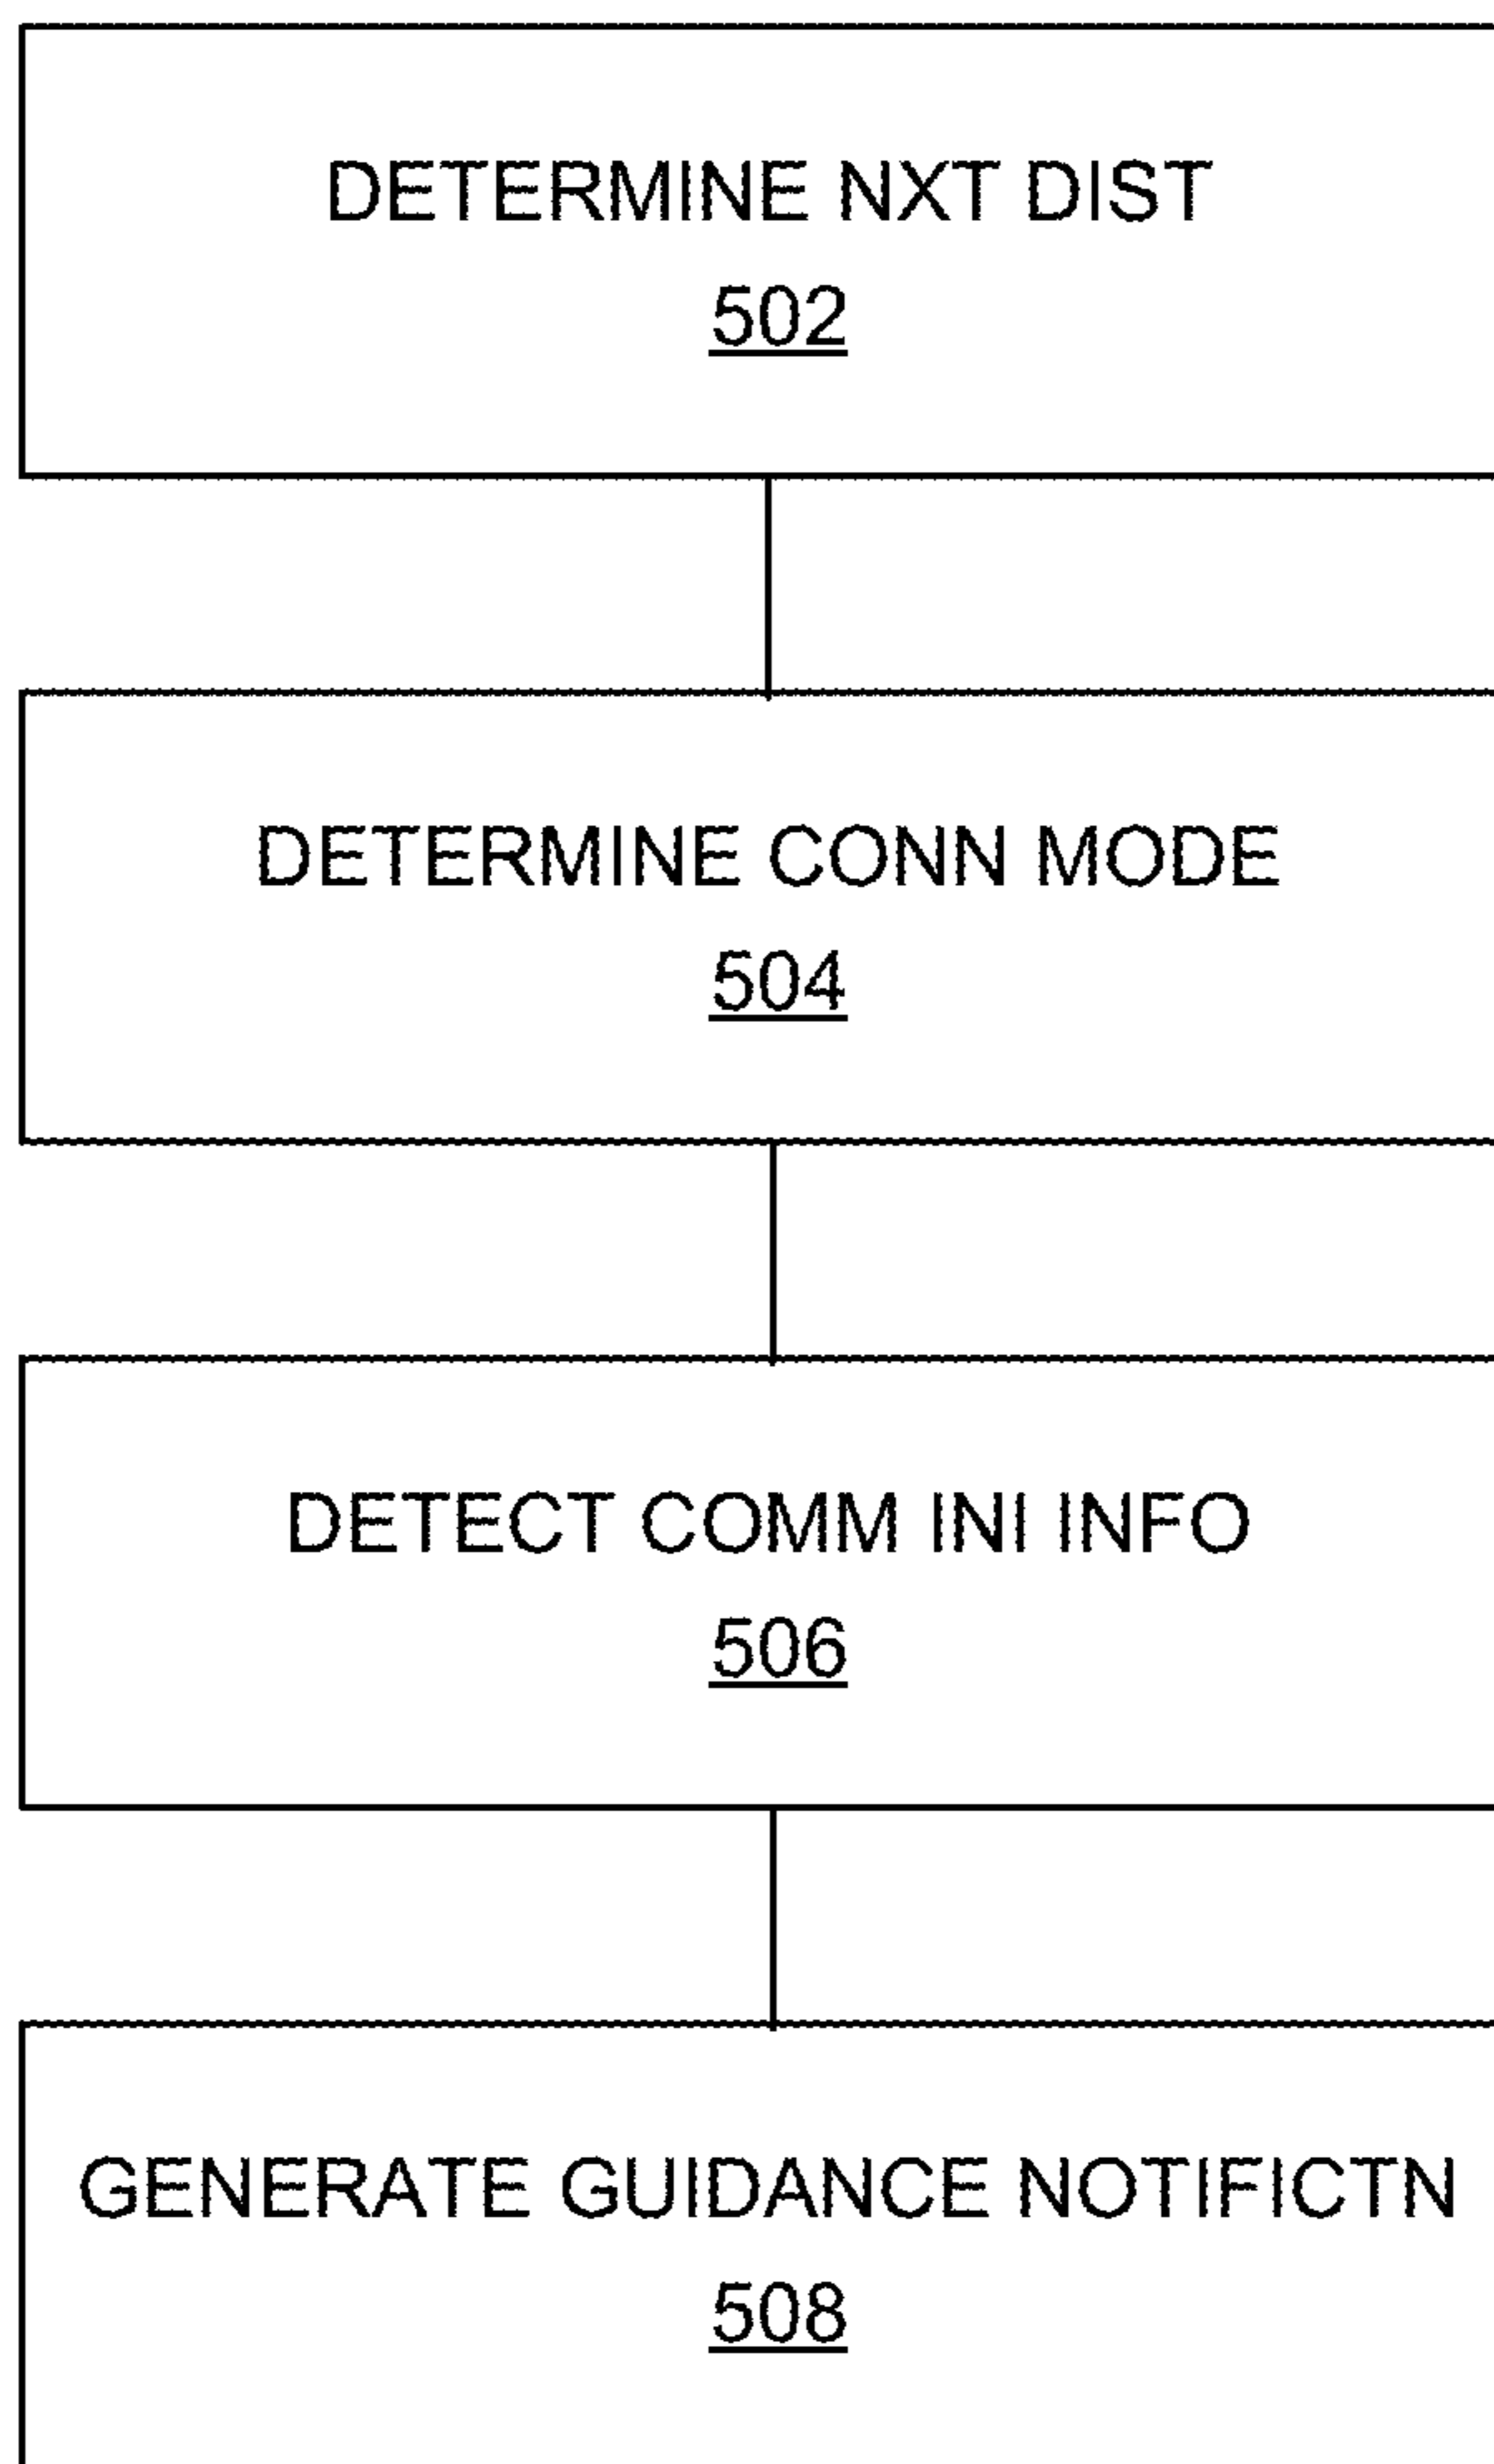 DETERMINE NXT DIST
502
DETERMINE CONN MODE
504
DETECT COMM INI INFO
506
GENERATE GUIDANCE NOTIFICTN
508